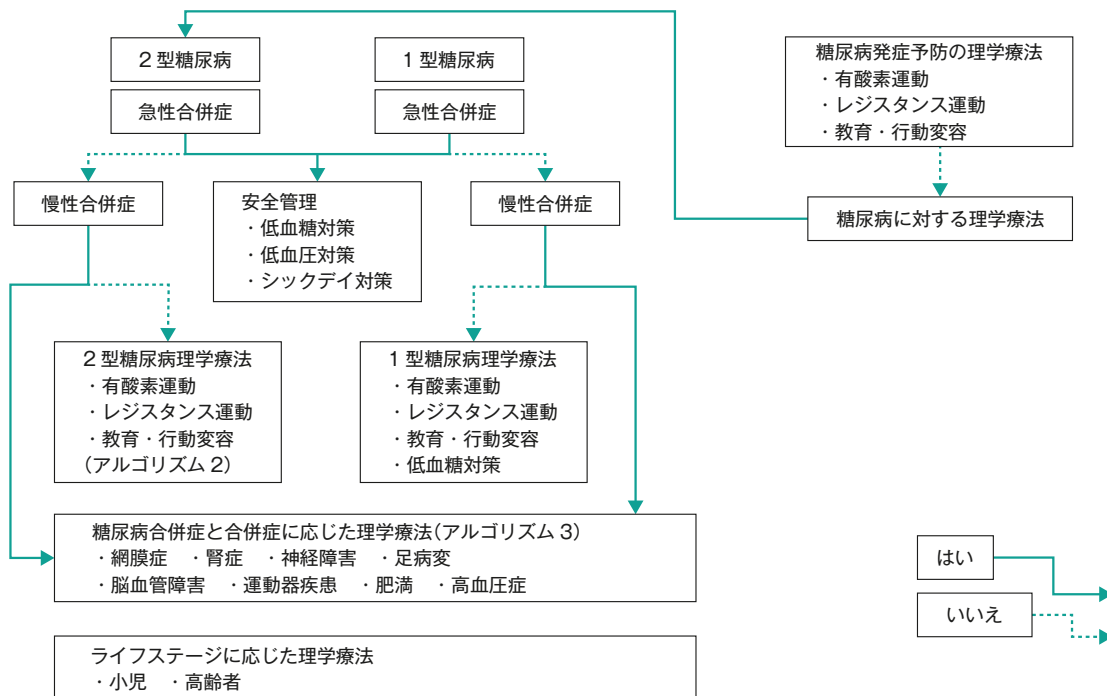 2型糖尿病
1型糖尿病
糖尿病発症予防の理学療法
・有酸素運動
・レジスタンス運動
・教育・行動変容
急性合併症
急性合併症
慢性合併症
安全管理
・低血糖対策
・低血圧対策
・シックデイ対策
慢性合併症
糖尿病に対する理学療法
2型糖尿病理学療法
・有酸素運動
・レジスタンス運動
・教育・行動変容
(アルゴリズム2)
1型糖尿病理学療法
・有酸素運動
・レジスタンス運動
・教育・行動変容
・低血糖対策
糖尿病合併症と合併症に応じた理学療法(アルゴリズム3)
・網膜症 ・腎症 ・神経障害 ・足病変
・脳血管障害 ・運動器疾患 ・肥満 ・高血圧症
はい
いいえ
ライフステージに応じた理学療法
・小児 ・高齢者